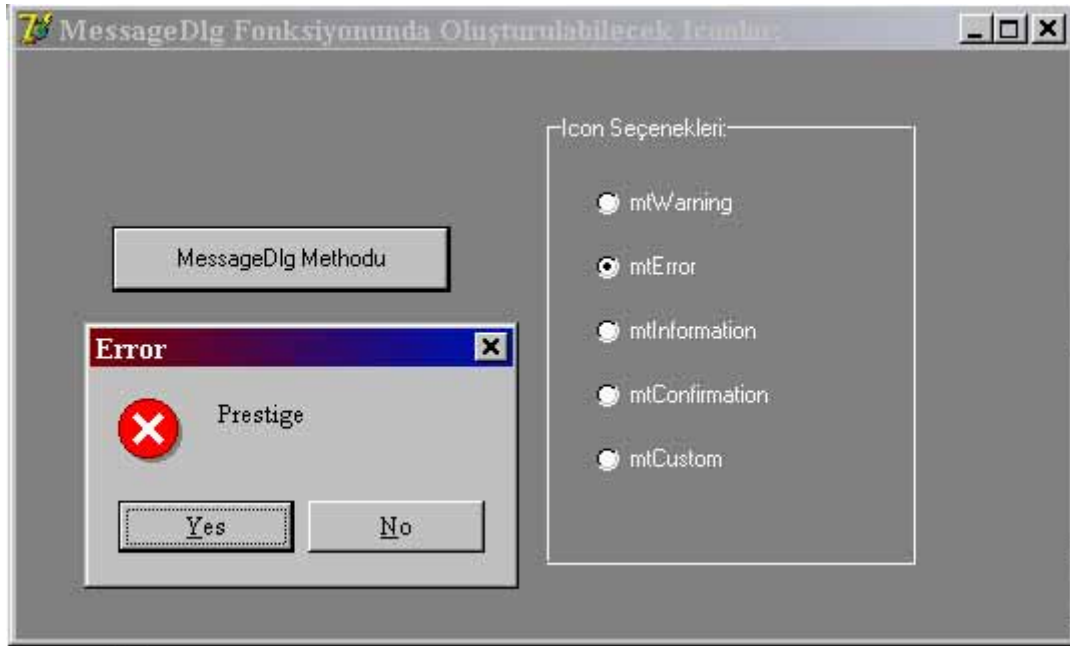 MessageDlg Fonksiyonunda Oluşturulabilecek Iconlar:
Icon Seçenekleri:
mtWarning
mtError
mtInformation
mtConfirmation
mtCustom
MessageDlg Methodu
Error
Prestige
Yes
No